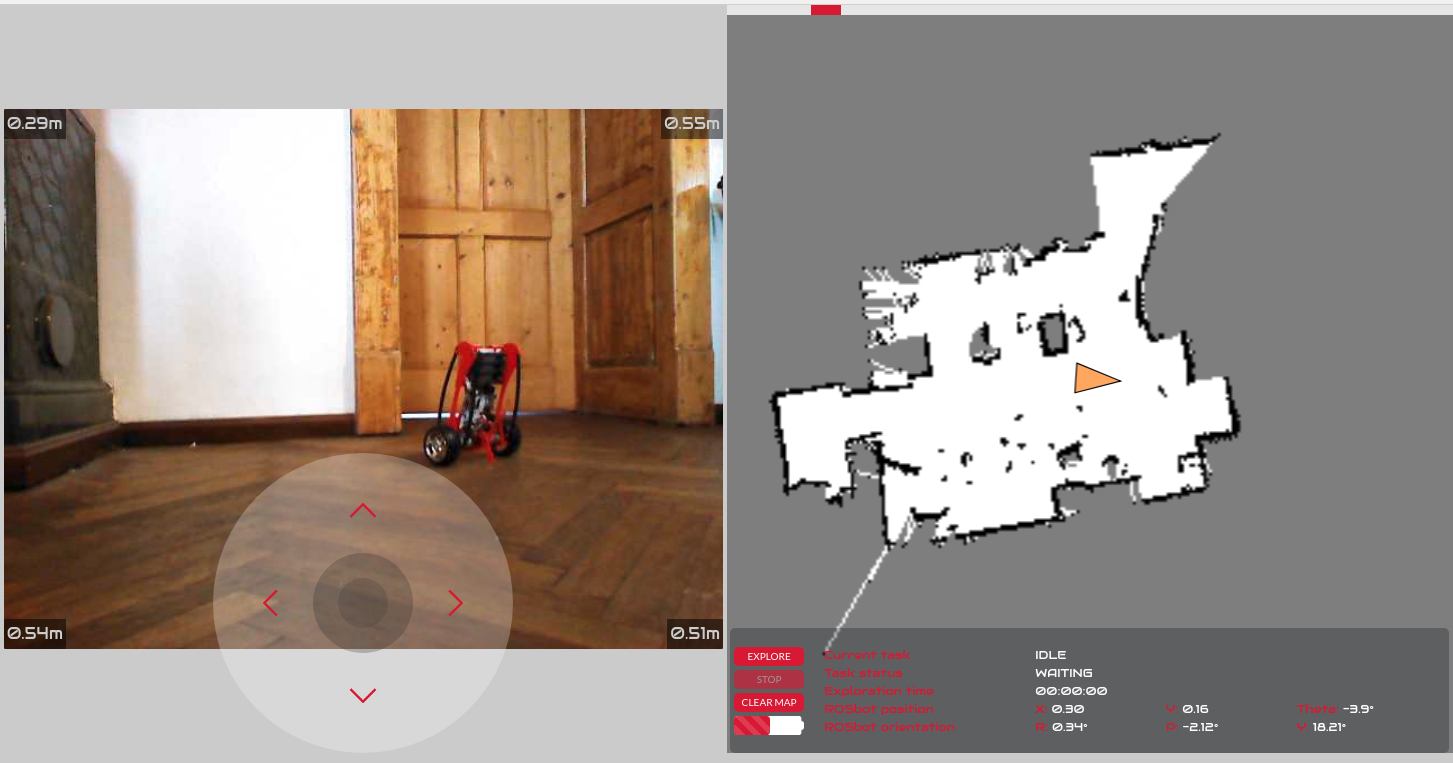 0.29m
0.55m
0.54m
0.51m
EXPLORE
STOP
CLEAR MAP
Current task IDLE
Task status WAITING
Exploration time 00:00:00
ROSbot position X: 0.30 Y: 0.16 Theta: -3.9°
ROSbot orientation R: 0.34° P: -2.12° Y: 18.21°